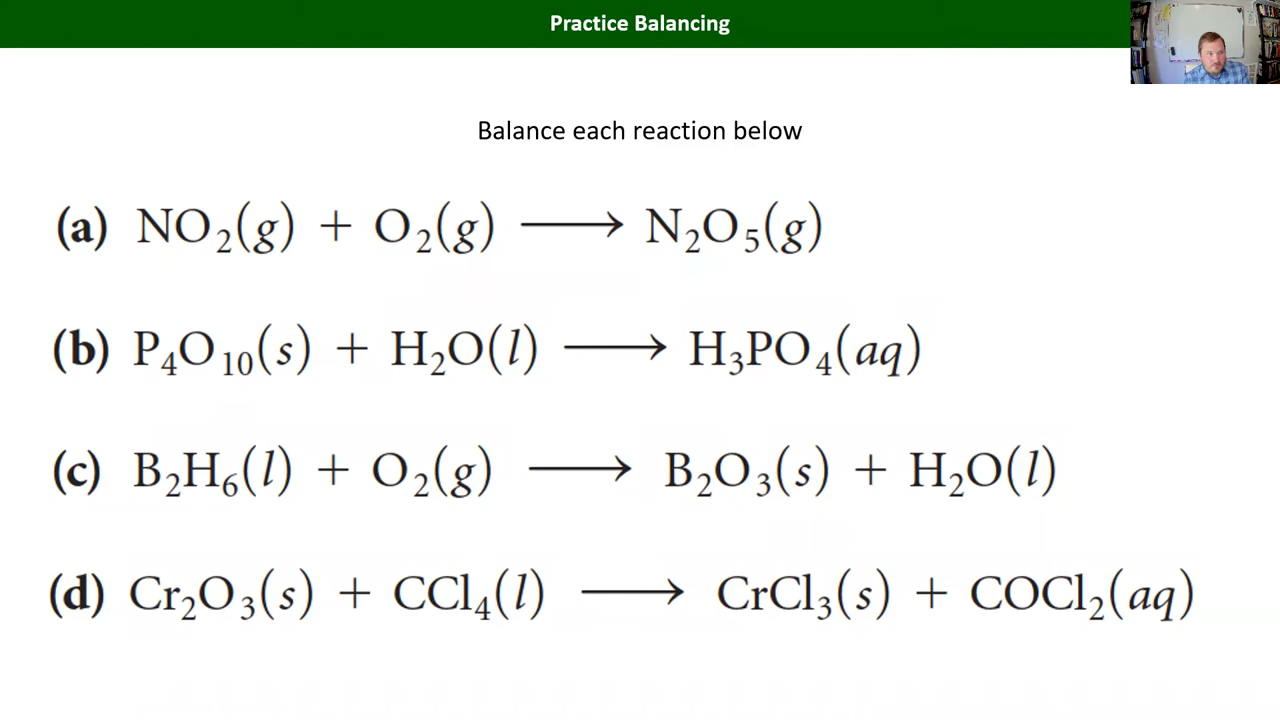 Practice Balancing
Balance each reaction below
(a) NO₂(g) + O₂(g) ⟶ N₂O₅(g)
(b) P₄O₁₀(s) + H₂O(l) ⟶ H₃PO₄(aq)
(c) B₂H₆(l) + O₂(g) ⟶ B₂O₃(s) + H₂O(l)
(d) Cr₂O₃(s) + CCl₄(l) ⟶ CrCl₃(s) + COCl₂(aq)